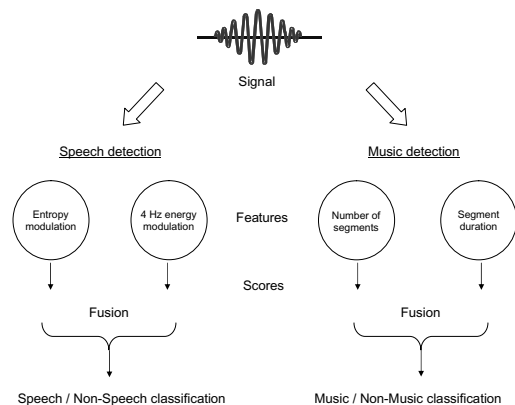 Signal
Speech detection
Music detection
Entropy
modulation
4 Hz energy
modulation
Features
Number of
segments
Segment
duration
Scores
Fusion
Fusion
Speech / Non-Speech classification
Music / Non-Music classification